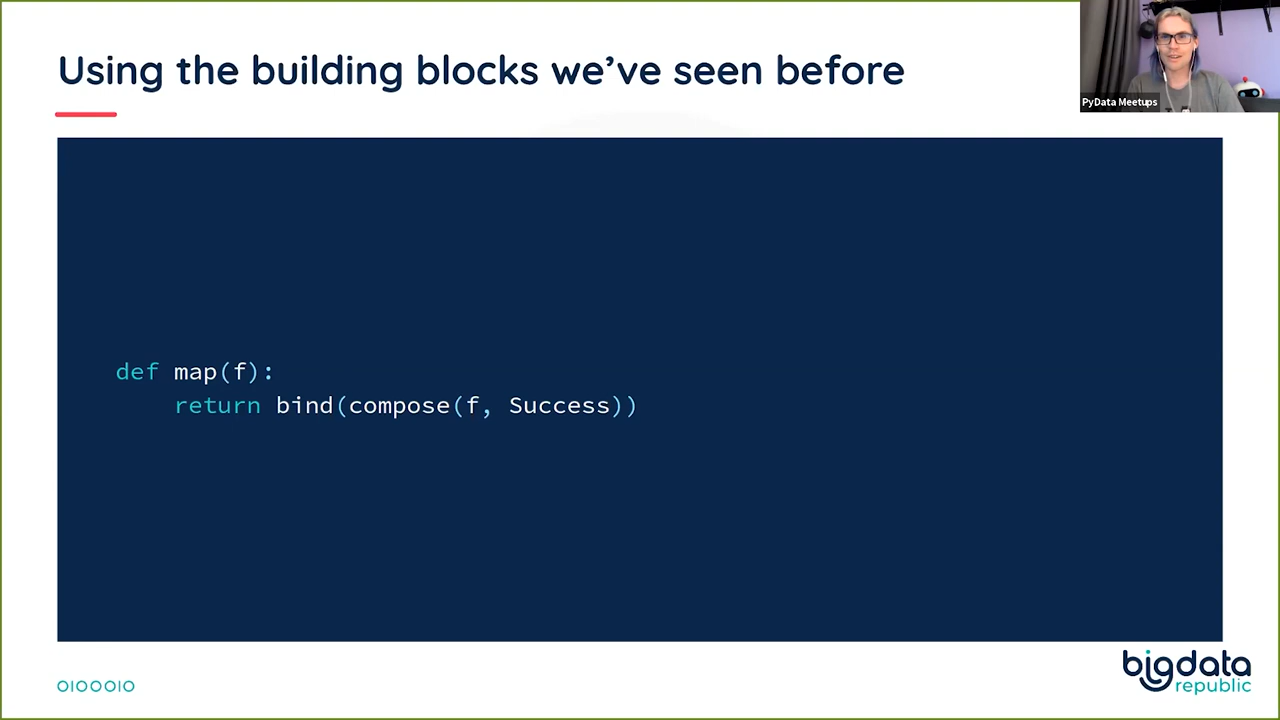 Using the building blocks we’ve seen before
PyData Meetups
def map(f):
    return bind(compose(f, Success))
0100010
bigdata
republic